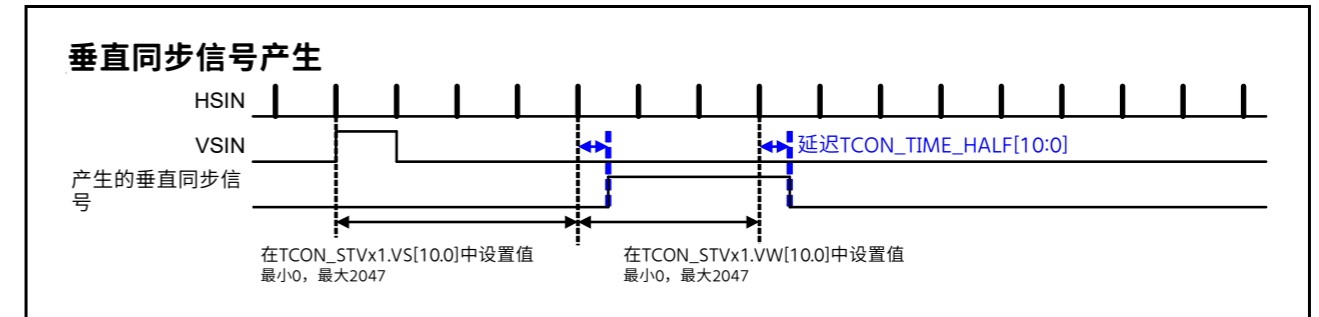 垂直同步信号产生
HSIN
VSIN
延迟TCON_TIME_HALF[10:0]
产生的垂直同步信
号
在TCON_STVx1.VS[10.0]中设置值
最小0，最大2047
在TCON_STVx1.VW[10.0]中设置值
最小0，最大2047